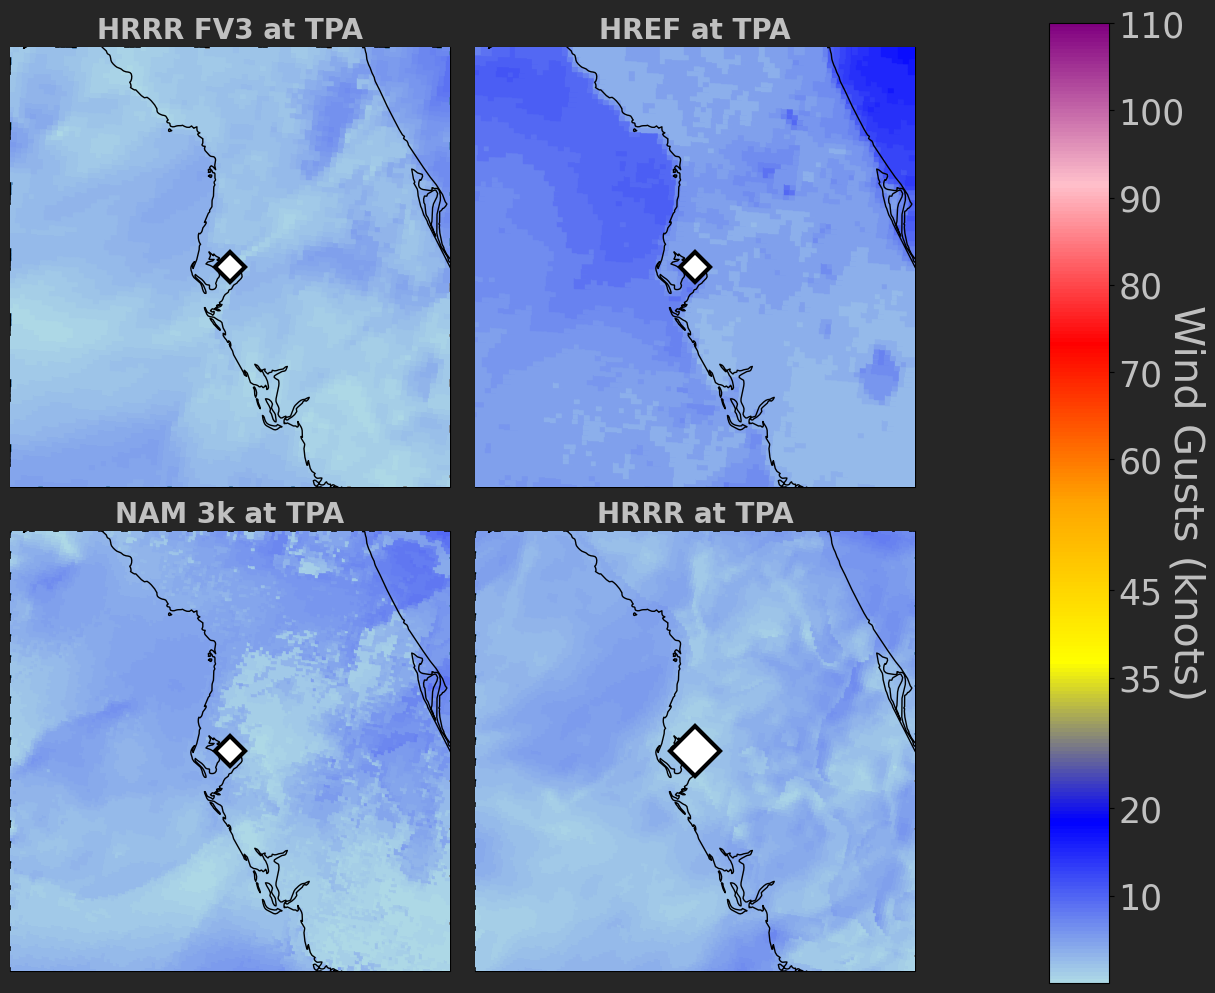 HRRR FV3 at TPA
HREF at TPA
NAM 3k at TPA
HRRR at TPA
110
100
90
80
70
60
45
35
20
10
Wind Gusts (knots)